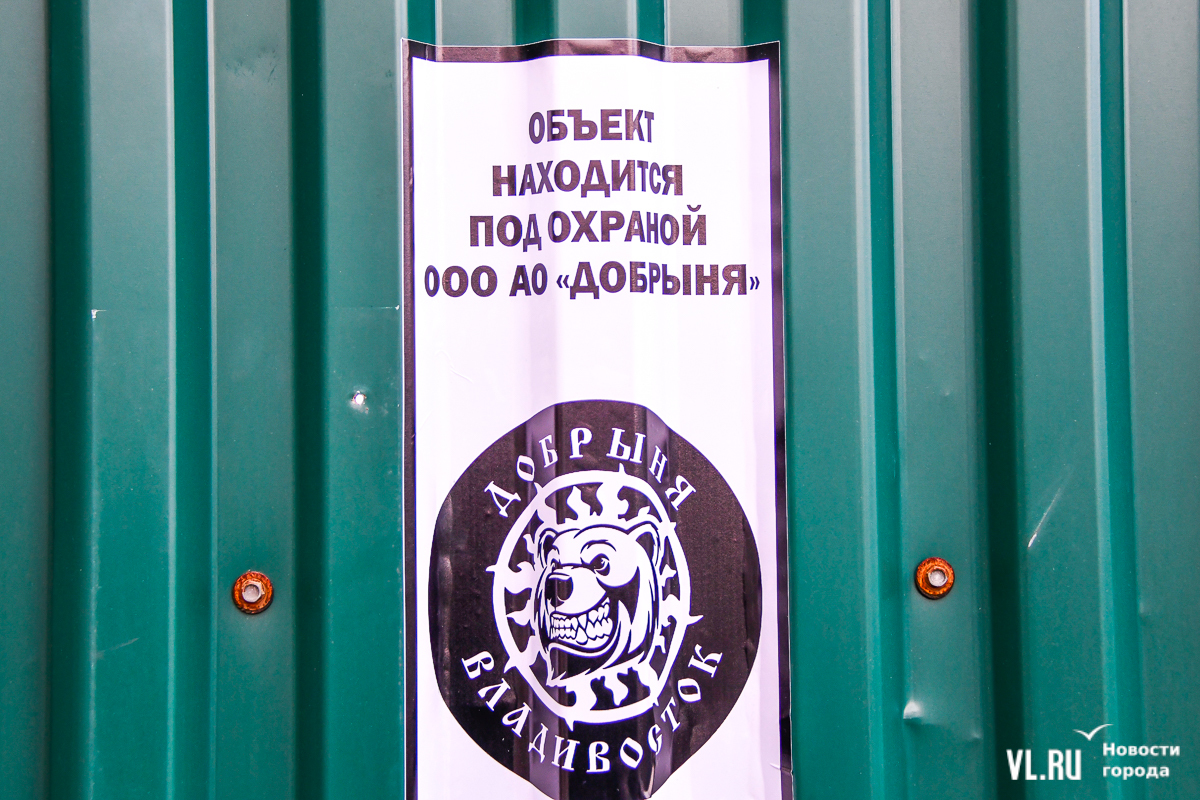 ОБЪЕКТ
НАХОДИТСЯ
ПОД ОХРАНОЙ
ООО АО «ДОБРЫНЯ»
ДОБРЫНЯ
ВЛАДИВОСТОК
VL.RU Новости
города